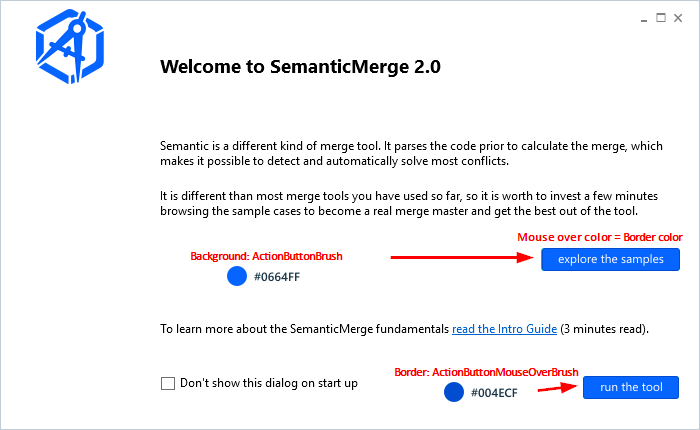 Welcome to SemanticMerge 2.0
Semantic is a different kind of merge tool. It parses the code prior to calculate the merge, which
makes it possible to detect and automatically solve most conflicts.
It is different than most merge tools you have used so far, so it is worth to invest a few minutes
browsing the sample cases to become a real merge master and get the best out of the tool.
Mouse over color = Border color
Background: ActionButtonBrush
explore the samples
#0664FF
To learn more about the SemanticMerge fundamentals read the Intro Guide (3 minutes read).
Border: ActionButtonMouseOverBrush
Don't show this dialog on start up
#004ECF
run the tool